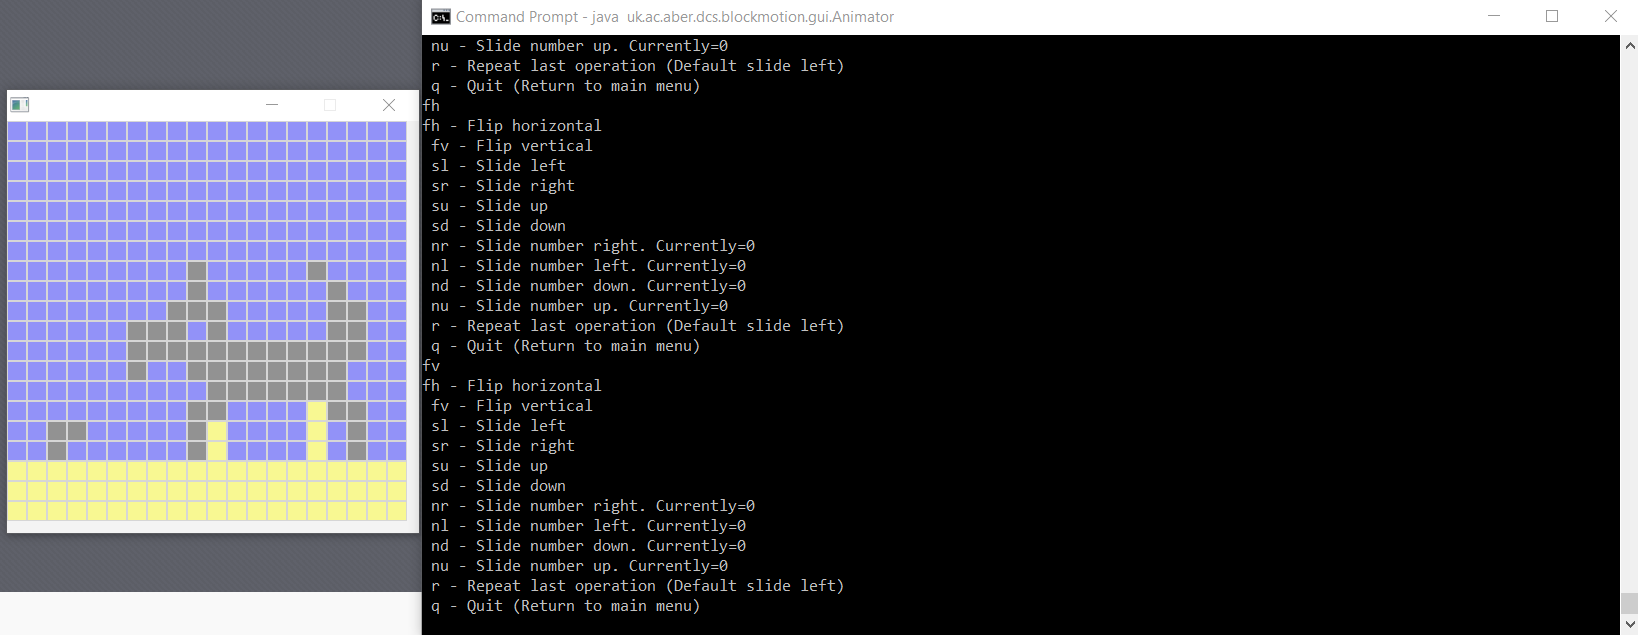 Command Prompt - java  uk.ac.aber.dcs.blockmotion.gui.Animator
 nu - Slide number up. Currently=0
 r - Repeat last operation (Default slide left)
 q - Quit (Return to main menu)
fh
fh - Flip horizontal
 fv - Flip vertical
 sl - Slide left
 sr - Slide right
 su - Slide up
 sd - Slide down
 nr - Slide number right. Currently=0
 nl - Slide number left. Currently=0
 nd - Slide number down. Currently=0
 nu - Slide number up. Currently=0
 r - Repeat last operation (Default slide left)
 q - Quit (Return to main menu)
fv
fh - Flip horizontal
 fv - Flip vertical
 sl - Slide left
 sr - Slide right
 su - Slide up
 sd - Slide down
 nr - Slide number right. Currently=0
 nl - Slide number left. Currently=0
 nd - Slide number down. Currently=0
 nu - Slide number up. Currently=0
 r - Repeat last operation (Default slide left)
 q - Quit (Return to main menu)